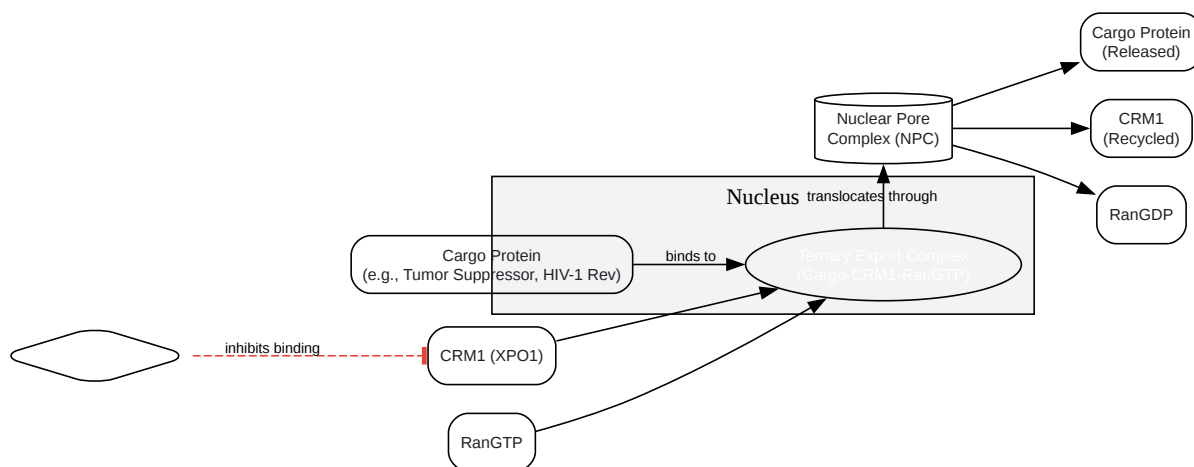 Cargo Protein
(Released)
Nuclear Pore
Complex (NPC)
CRM1
(Recycled)
Nucleus
translocates through
RanGDP
Cargo Protein
(e.g., Tumor Suppressor, HIV-1 Rev)
binds to
Ternary Export Complex
(Cargo-CRM1-RanGTP)
inhibits binding
CRM1 (XPO1)
RanGTP